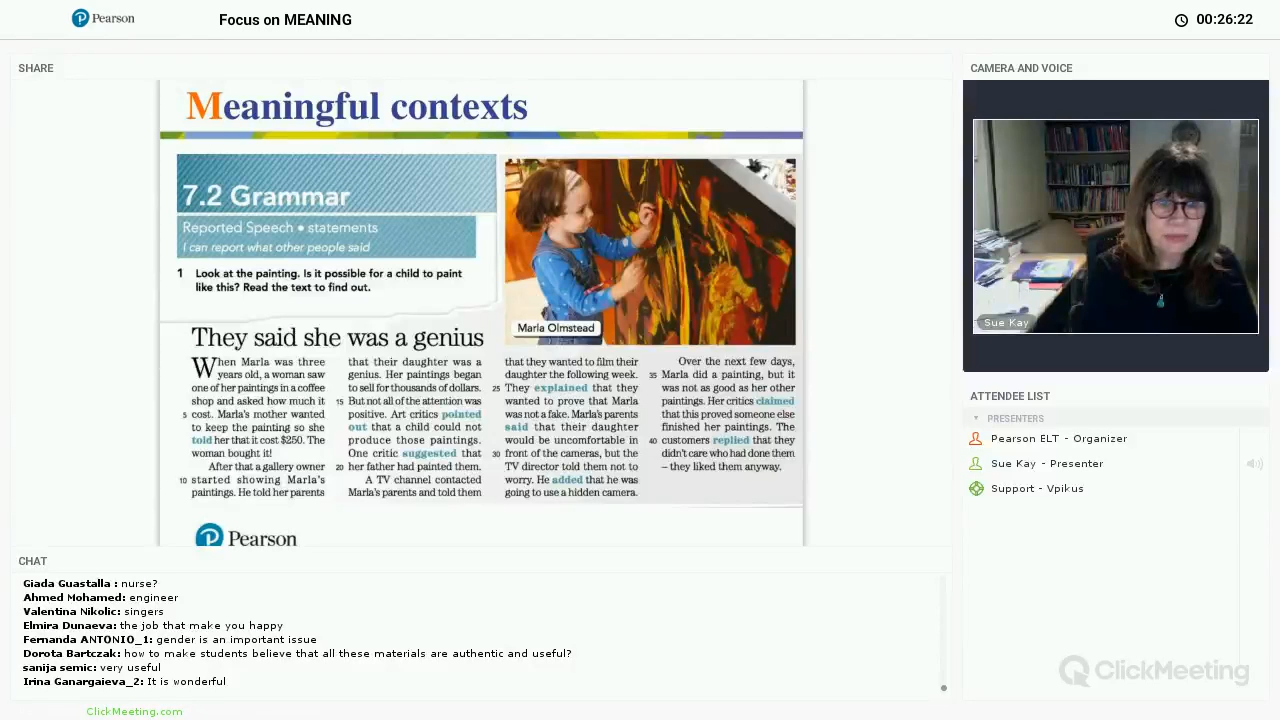 Pearson
Focus on MEANING
00:26:22
SHARE
Meaningful contexts
7.2 Grammar
Reported Speech • statements
I can report what other people said
1 Look at the painting. Is it possible for a child to paint
like this? Read the text to find out.
Marla Olmstead
They said she was a genius
When Marla was three
years old, a woman saw
one of her paintings in a coffee
shop and asked how much it
5 cost. Marla's mother wanted
to keep the painting so she
told her that it cost $250. The
woman bought it!
After that a gallery owner
10 started showing Marla's
paintings. He told her parents
that their daughter was a
genius. Her paintings began
to sell for thousands of dollars.
15 But not all of the attention was
positive. Art critics pointed
out that a child could not
produce those paintings.
One critic suggested that
20 her father had painted them.
A TV channel contacted
Marla's parents and told them
that they wanted to film their
daughter the following week.
25 They explained that they
wanted to prove that Marla
was not a fake. Marla's parents
said that their daughter
would be uncomfortable in
30 front of the cameras, but the
TV director told them not to
worry. He added that he was
going to use a hidden camera.
Over the next few days,
35 Marla did a painting, but it
was not as good as her other
paintings. Her critics claimed
that this proved someone else
finished her paintings. The
40 customers replied that they
didn't care who had done them
– they liked them anyway.
Pearson
CAMERA AND VOICE
Sue Kay
ATTENDEE LIST
PRESENTERS
Pearson ELT - Organizer
Sue Kay - Presenter
Support - Vpikus
CHAT
Giada Guastalla : nurse?
Ahmed Mohamed: engineer
Valentina Nikolic: singers
Elmira Dunaeva: the job that make you happy
Fernanda ANTONIO_1: gender is an important issue
Dorota Bartczak: how to make students believe that all these materials are authentic and useful?
sanija semic: very useful
Irina Ganargaieva_2: It is wonderful
ClickMeeting
ClickMeeting.com